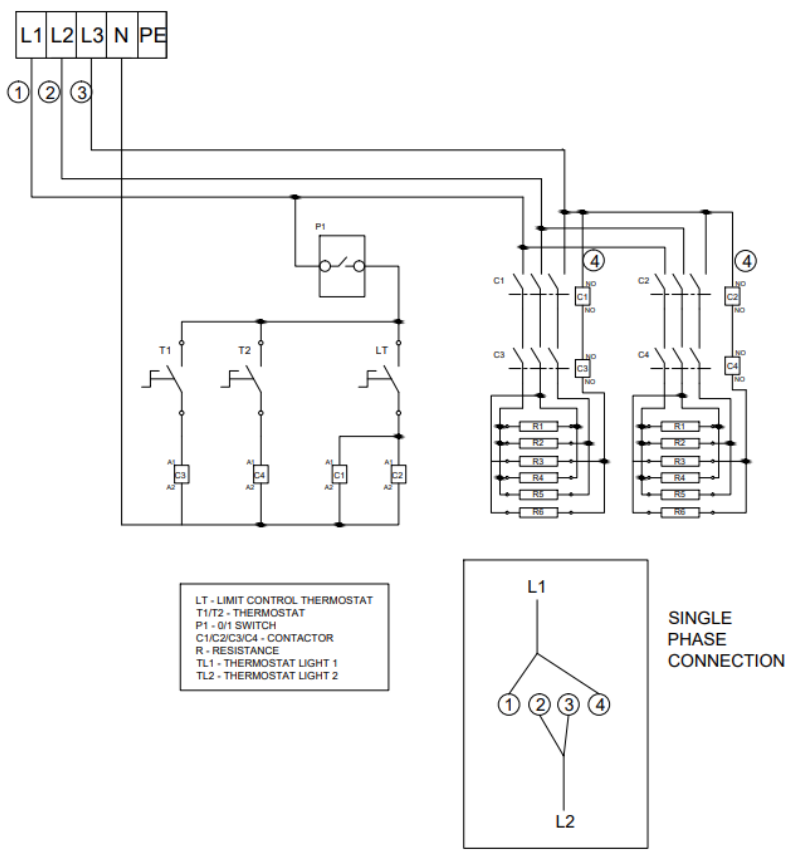 L1 L2 L3 N PE
1 2 3
P1
4 4
C1 NO C1 NO C2 NO C2 NO
T1 T2 LT
C3 NO C3 NO C4 NO C4 NO
R1 R1
R2 R2
R3 R3
R4 R4
R5 R5
R6 R6
A1 C3 A2 A1 C4 A2 A1 C1 A2 A1 C2 A2
LT - LIMIT CONTROL THERMOSTAT
T1/T2 - THERMOSTAT
P1 - 0/1 SWITCH
C1/C2/C3/C4 - CONTACTOR
R - RESISTANCE
TL1 - THERMOSTAT LIGHT 1
TL2 - THERMOSTAT LIGHT 2
L1
1 2 3 4
L2
SINGLE
PHASE
CONNECTION